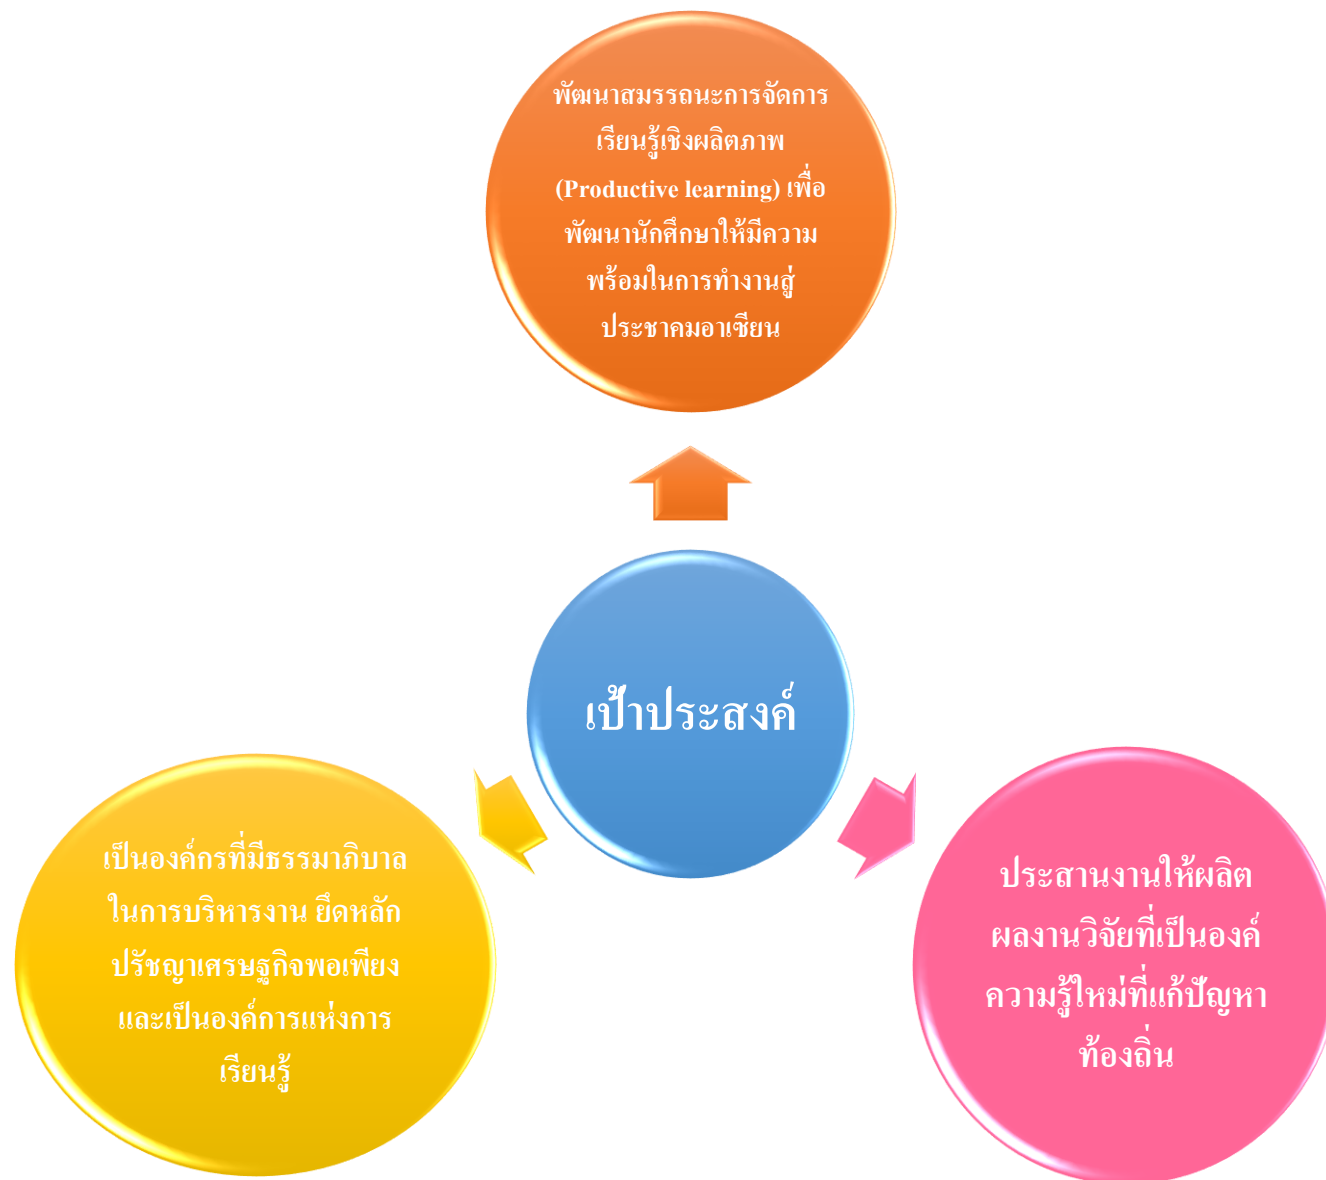 พัฒนาสมรรถนะการจัดการ
เรียนรู้เชิงผลิตภาพ
(Productive learning) เพื่อ
พัฒนานักศึกษาให้มีความ
พร้อมในการทำงานสู่
ประชาคมอาเซียน
เป้าประสงค์
เป็นองค์กรที่มีธรรมาภิบาล
ในการบริหารงาน ยึดหลัก
ปรัชญาเศรษฐกิจพอเพียง
และเป็นองค์การแห่งการ
เรียนรู้
ประสานงานให้ผลิต
ผลงานวิจัยที่เป็นองค์
ความรู้ใหม่ที่แก้ปัญหา
ท้องถิ่น